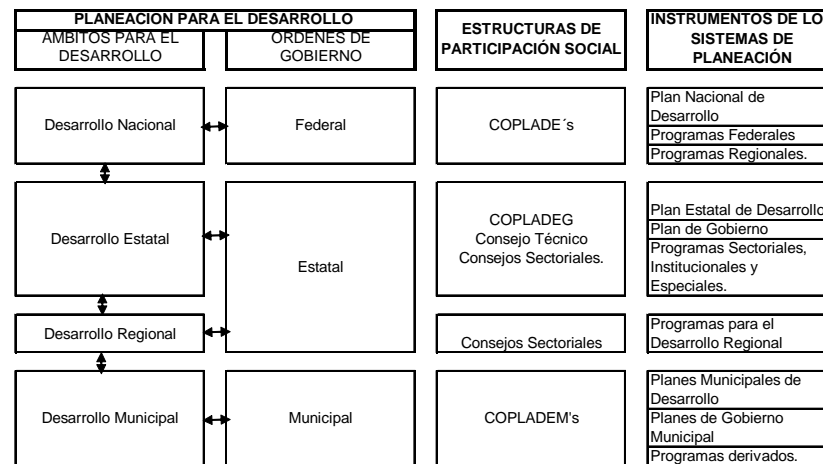 PLANEACION PARA EL DESARROLLO
AMBITOS PARA EL
DESARROLLO
ORDENES DE
GOBIERNO
ESTRUCTURAS DE
PARTICIPACIÓN SOCIAL
INSTRUMENTOS DE LO
SISTEMAS DE
PLANEACIÓN
Desarrollo Nacional
Federal
COPLADE´s
Plan Nacional de
Desarrollo
Programas Federales
Programas Regionales.
Desarrollo Estatal
Estatal
COPLADEG
Consejo Técnico
Consejos Sectoriales.
Plan Estatal de Desarrollo
Plan de Gobierno
Programas Sectoriales,
Institucionales y
Especiales.
Desarrollo Regional
Consejos Sectoriales
Programas para el
Desarrollo Regional
Desarrollo Municipal
Municipal
COPLADEM's
Planes Municipales de
Desarrollo
Planes de Gobierno
Municipal
Programas derivados.